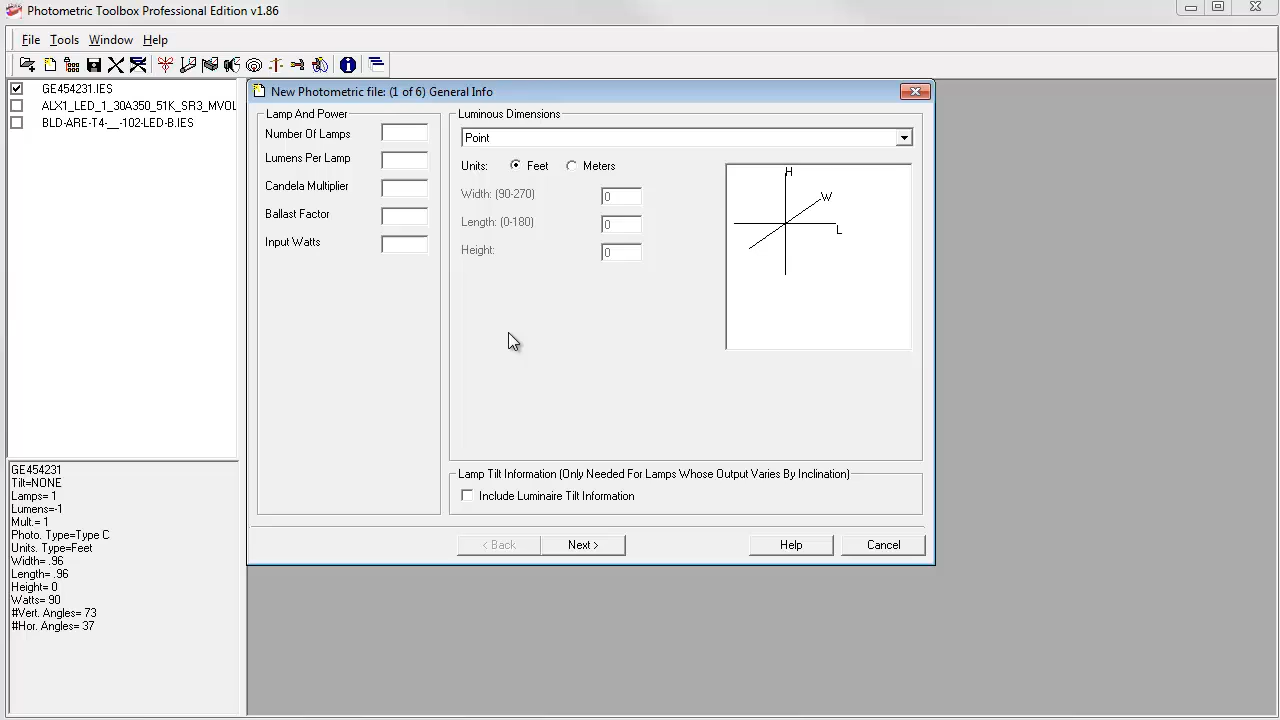 Photometric Toolbox Professional Edition v1.86
File Tools Window Help
GE454231.IES
ALX1_LED_1_30A350_51K_SR3_MVOL
BLD-ARE-T4-__-102-LED-B.IES
GE454231
Tilt=NONE
Lamps= 1
Lumens=-1
Mult.= 1
Photo. Type=Type C
Units. Type=Feet
Width= .96
Length= .96
Height= 0
Watts= 90
#Vert. Angles= 73
#Hor. Angles= 37
New Photometric file: (1 of 6) General Info
Lamp And Power
Number Of Lamps
Lumens Per Lamp
Candela Multiplier
Ballast Factor
Input Watts
Luminous Dimensions
Point
Units: Feet Meters
Width: (90-270) 0
Length: (0-180) 0
Height: 0
H
W
L
Lamp Tilt Information (Only Needed For Lamps Whose Output Varies By Inclination)
Include Luminaire Tilt Information
< Back Next > Help Cancel